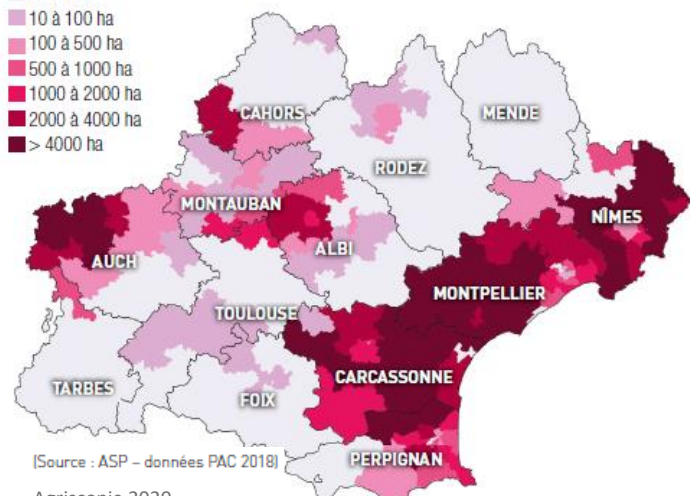 10 à 100 ha
100 à 500 ha
500 à 1000 ha
1000 à 2000 ha
2000 à 4000 ha
> 4000 ha
CAHORS
MENDE
RODEZ
MONTAUBAN
NÎMES
AUCH
ALBI
MONTPELLIER
TOULOUSE
CARCASSONNE
TARBES
FOIX
PERPIGNAN
(Source : ASP – données PAC 2018)